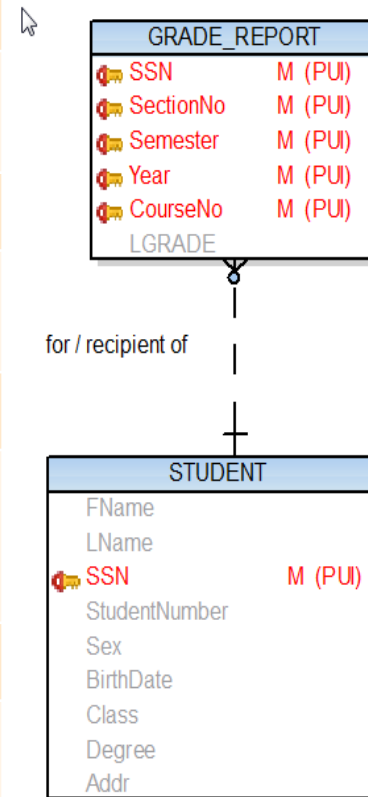 GRADE_REPORT
SSN M (PUI)
SectionNo M (PUI)
Semester M (PUI)
Year M (PUI)
CourseNo M (PUI)
LGRADE
for / recipient of
STUDENT
FName
LName
SSN M (PUI)
StudentNumber
Sex
BirthDate
Class
Degree
Addr